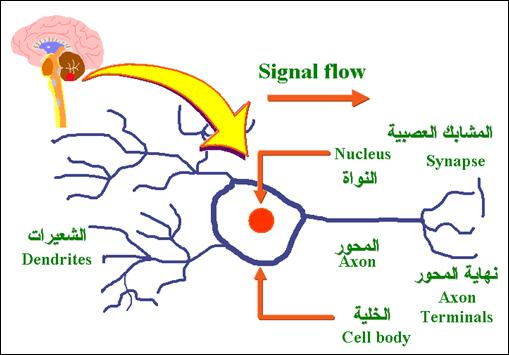 Signal flow
المشابك العصبية
Synapse
Nucleus
النواة
الشعيرات
Dendrites
المحور
Axon
نهاية المحور
Axon
Terminals
الخلية
Cell body